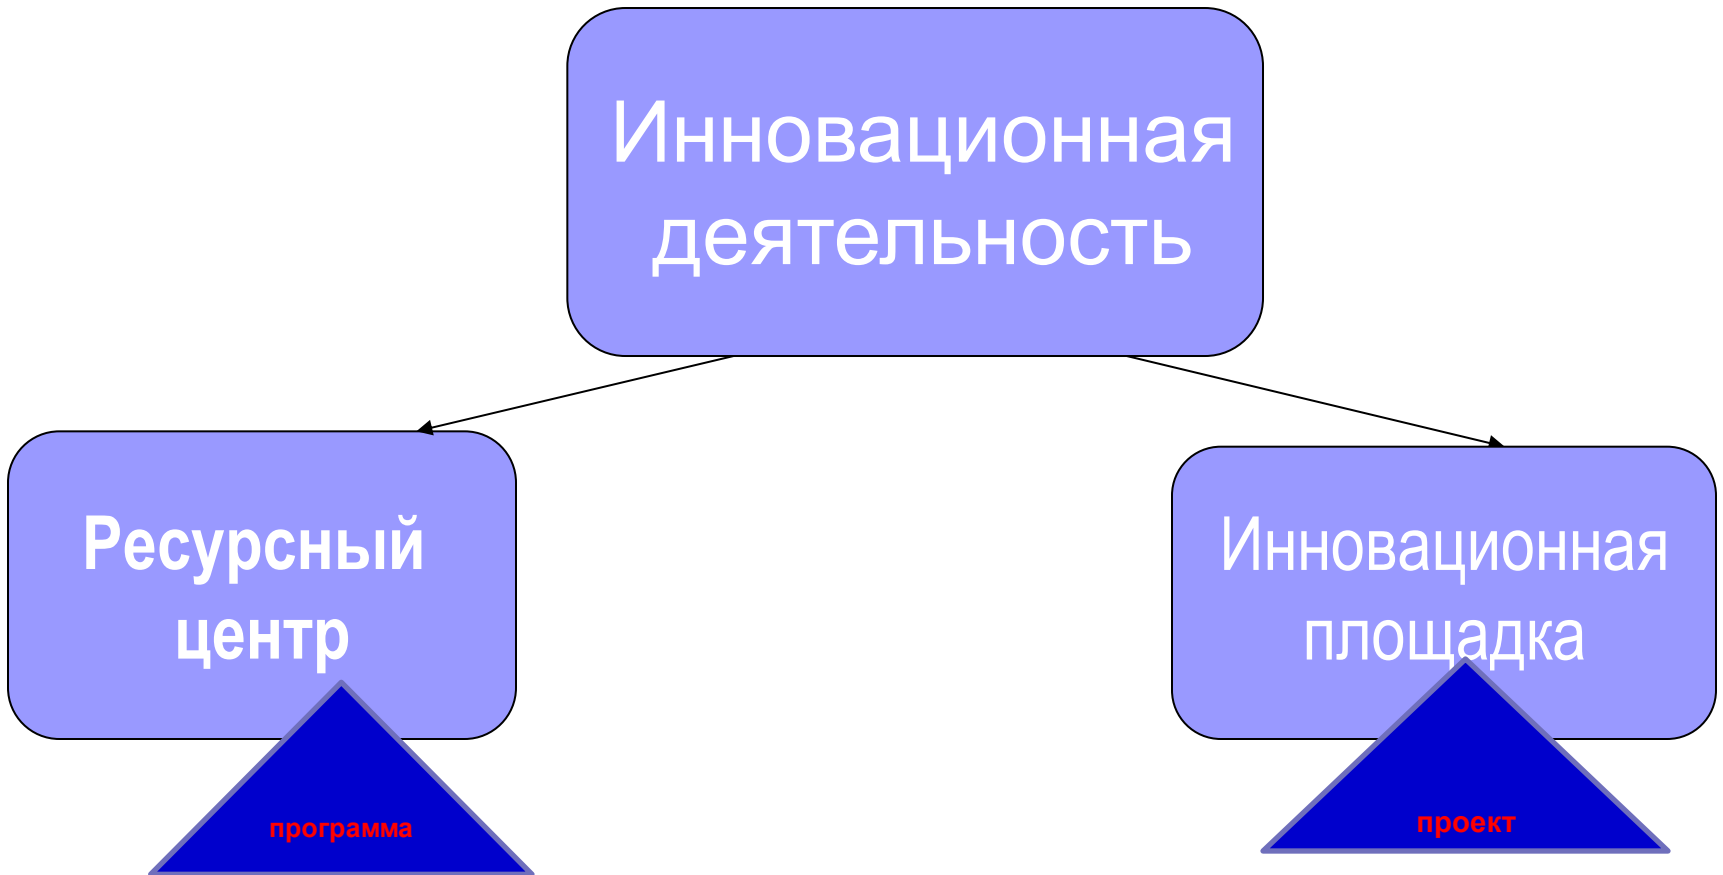 Инновационная
деятельность
Ресурсный
центр
Инновационная
площадка
программа
проект